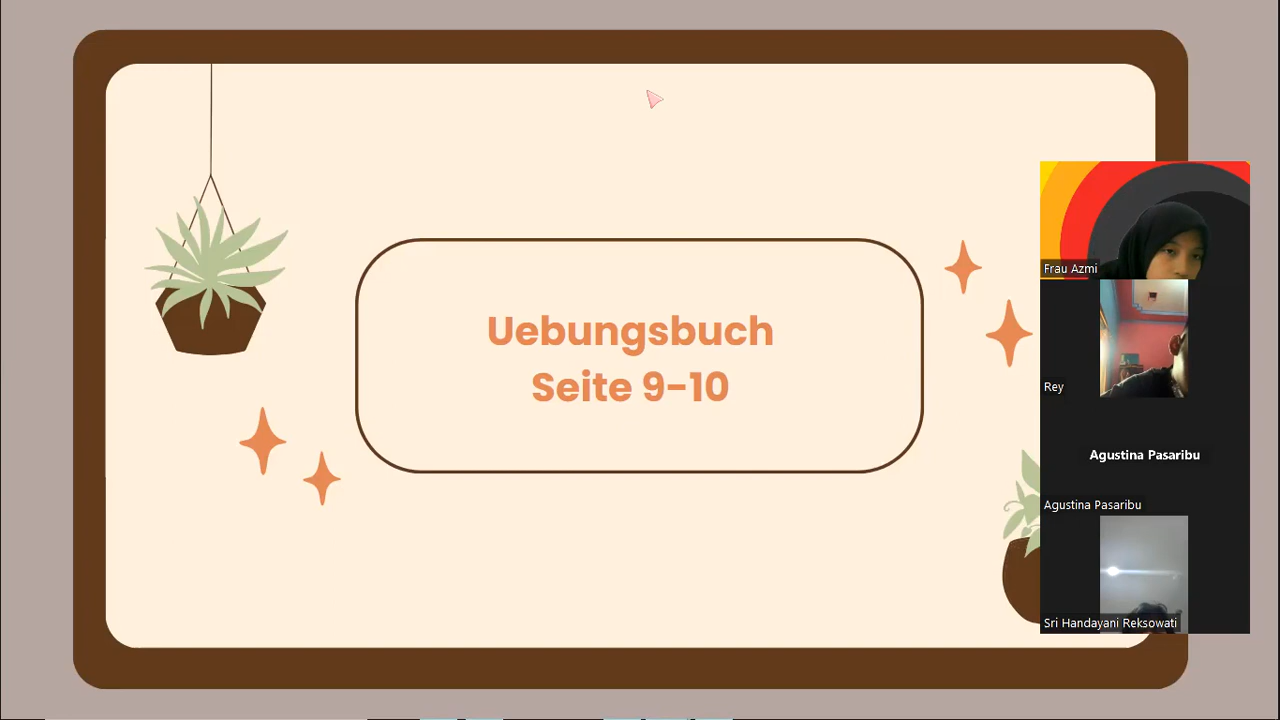 Uebungsbuch
Seite 9-10
Frau Azmi
Rey
Agustina Pasaribu
Agustina Pasaribu
Sri Handayani Reksowati